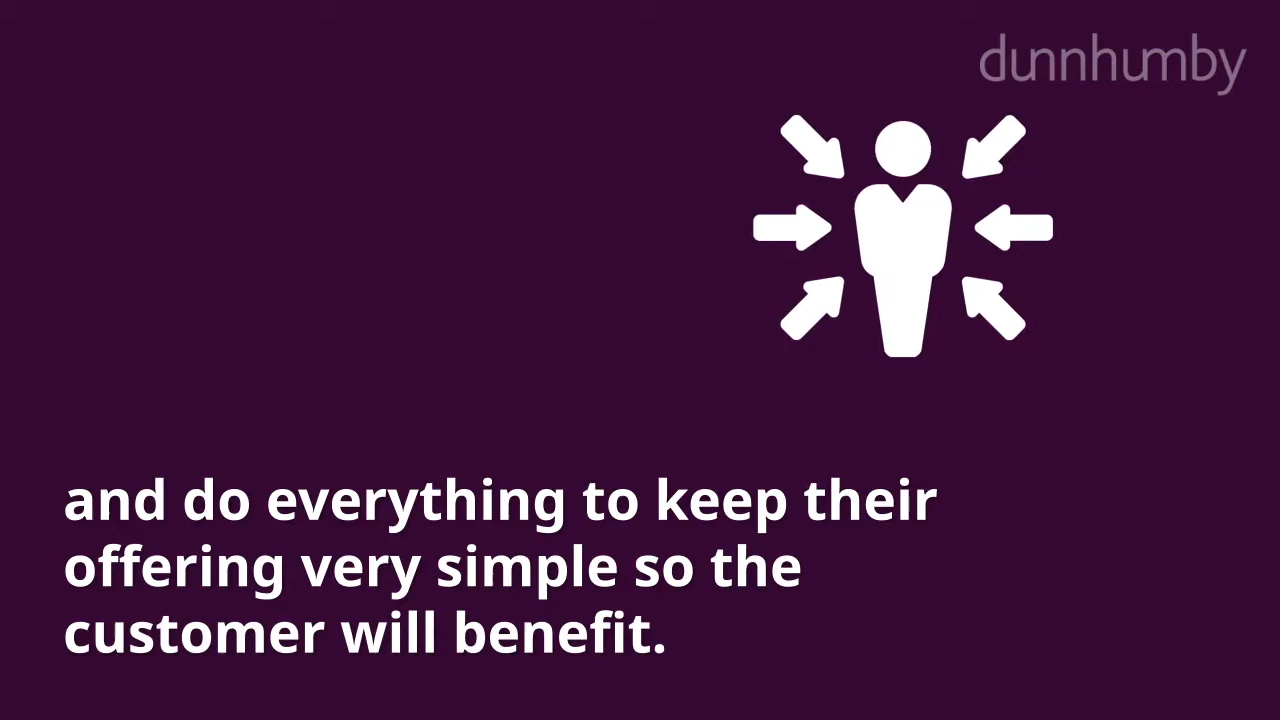 dunnhumby
and do everything to keep their
offering very simple so the
customer will benefit.